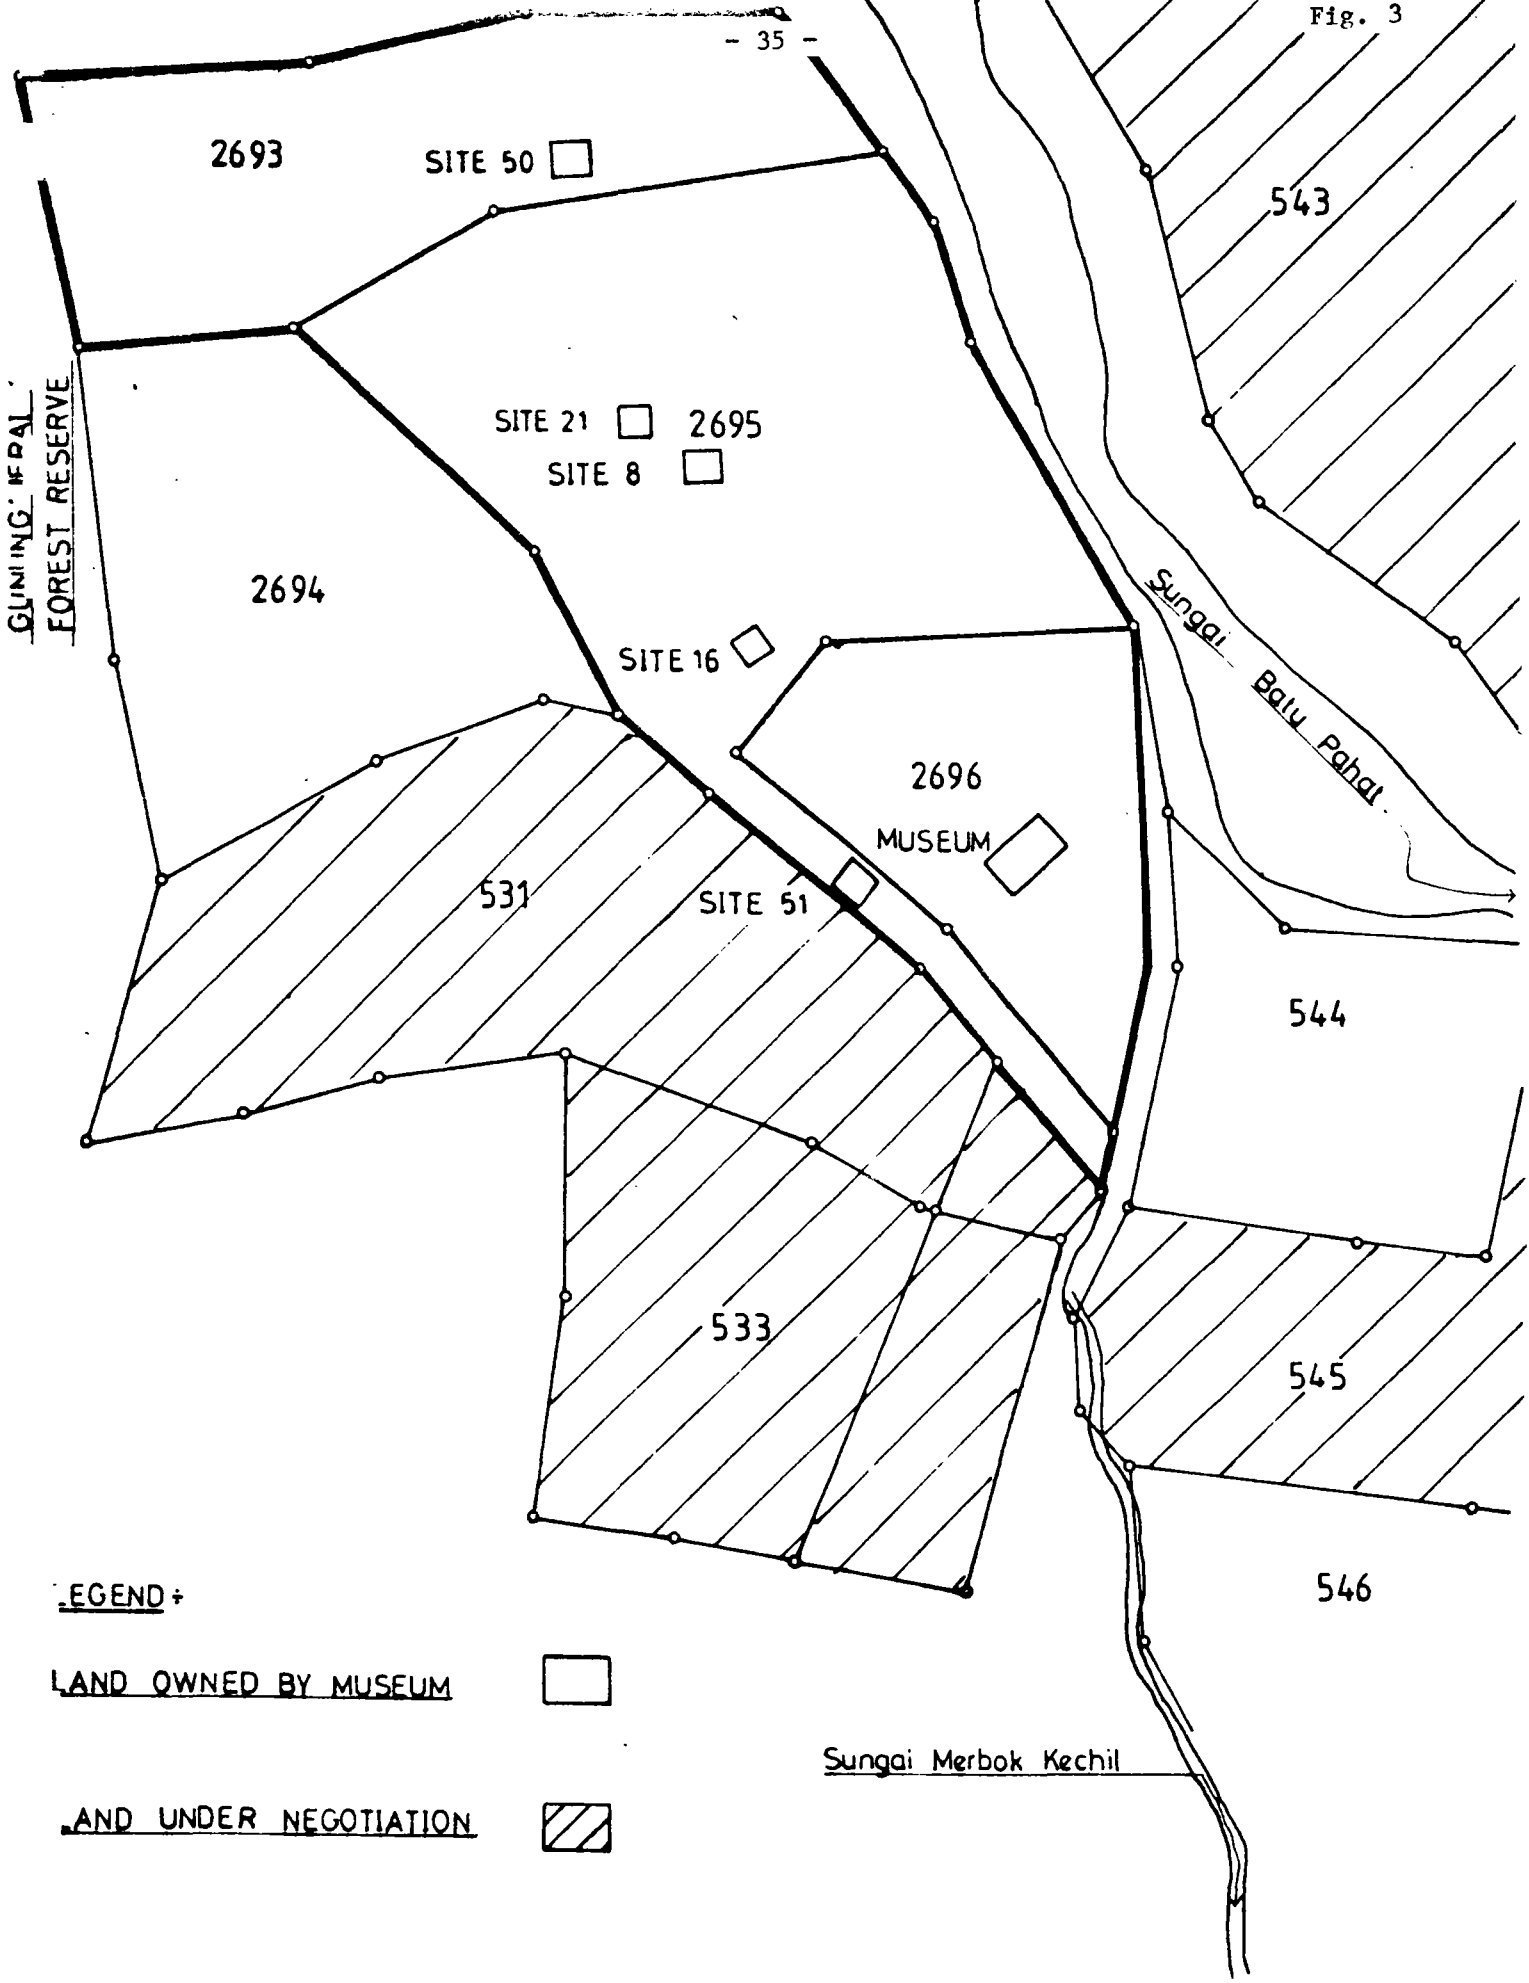 Fig. 3
- 35 -
2693
SITE 50
543
SITE 21
2695
SITE 8
FOREST RESERVE
2694
Sungai Batu Pahat
SITE 16
2696
MUSEUM
531
SITE 51
544
533
545
546
EGEND:
LAND OWNED BY MUSEUM
Sungai Merbok Kechil
AND UNDER NEGOTIATION